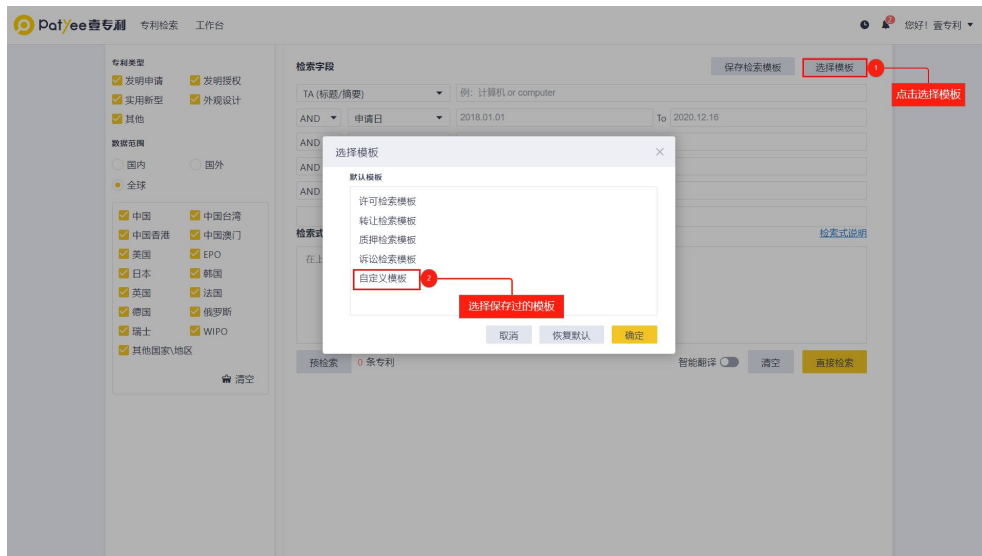 Patyee壹专利 专利检索 工作台 2 您好！壹专利
专利类型
发明申请 发明授权
实用新型 外观设计
其他
数据范围
国内 国外
全球
中国 中国台湾
中国香港 中国澳门
美国 EPO
日本 韩国
英国 法国
德国 俄罗斯
瑞士 WIPO
其他国家\地区
清空
检索字段 保存检索模板 选择模板 1
点击选择模板
TA (标题/摘要) 例：计算机 or computer
AND 申请日 2018.01.01 To 2020.12.16
AND
AND
AND
检索式 检索式说明
在上
选择模板
默认模板
许可检索模板
转让检索模板
质押检索模板
诉讼检索模板
自定义模板 2
选择保存过的模板
取消 恢复默认 确定
预检索 0 条专利 智能翻译 清空 直接检索